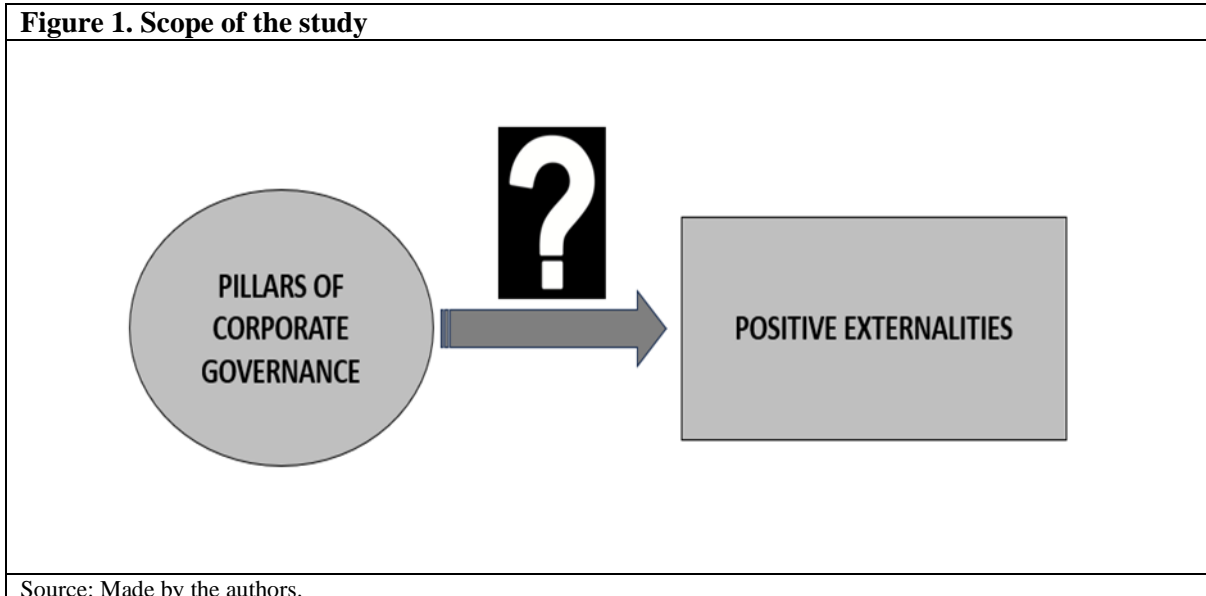 Figure 1. Scope of the study
?
PILLARS OF
CORPORATE
GOVERNANCE
POSITIVE EXTERNALITIES
Source: Made by the authors.